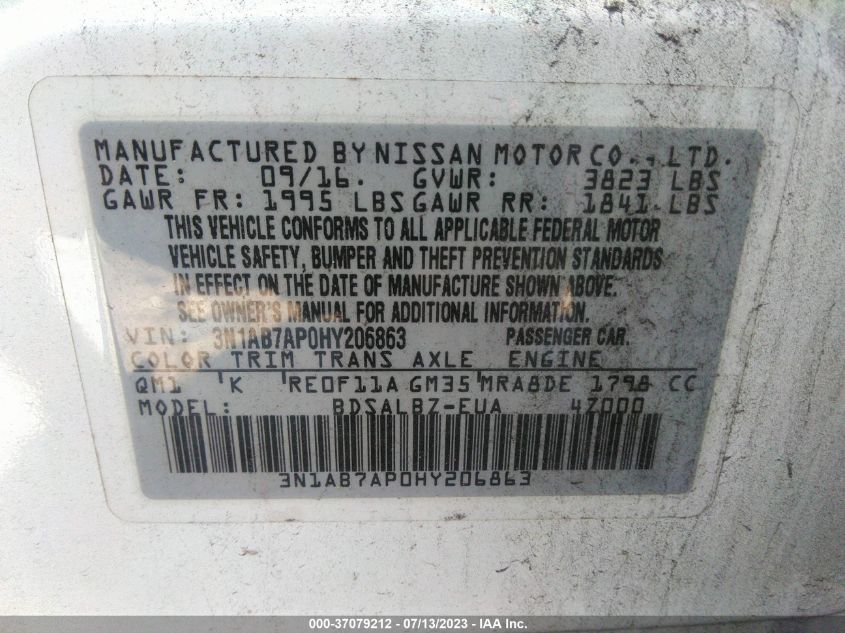 MANUFACTURED BY NISSAN MOTOR CO., LTD.
DATE: 09/16. GVWR: 3823 LBS
GAWR FR: 1995 LBS GAWR RR: 1841 LBS
THIS VEHICLE CONFORMS TO ALL APPLICABLE FEDERAL MOTOR
VEHICLE SAFETY, BUMPER AND THEFT PREVENTION STANDARDS
IN EFFECT ON THE DATE OF MANUFACTURE SHOWN ABOVE.
SEE OWNER'S MANUAL FOR ADDITIONAL INFORMATION.
VIN: 3N1AB7AP0HY206863 PASSENGER CAR.
COLOR TRIM TRANS AXLE ENGINE
QM1 K RE0F11A GM35 MRA8DE 1798 CC
MODEL: BDSALBZ-EUA 4Z000
3N1AB7AP0HY206863
000-37079212 - 07/13/2023 - IAA Inc.